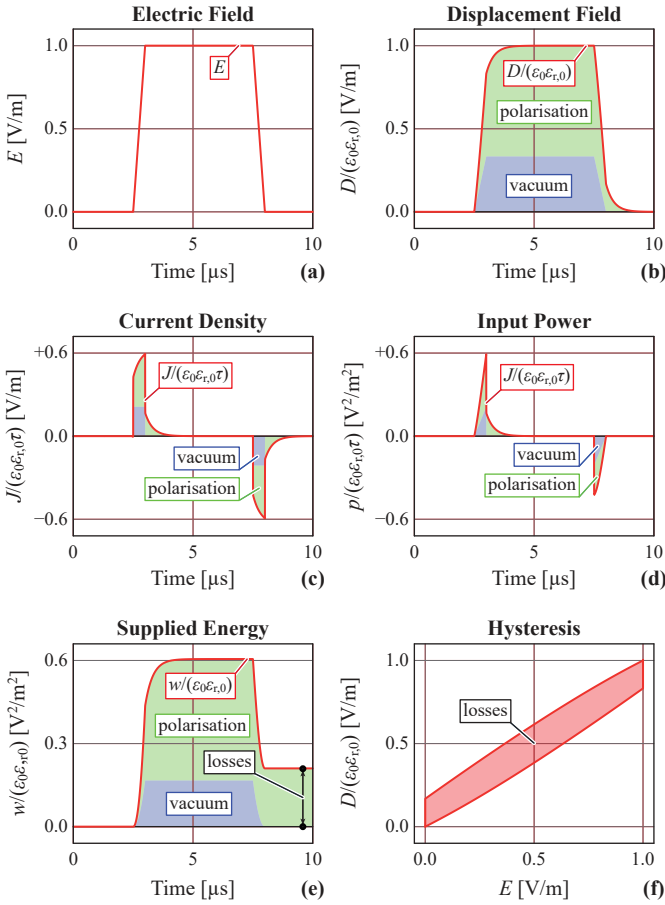 Electric Field
E [V/m]
1.0
0.5
0.0
E
0
5
10
Time [µs]
(a)
Displacement Field
D/(ε₀εᵣ,₀) [V/m]
1.0
0.5
0.0
D/(ε₀εᵣ,₀)
polarisation
vacuum
0
5
10
Time [µs]
(b)
Current Density
J/(ε₀εᵣ,₀τ) [V/m]
+0.6
0.0
−0.6
J/(ε₀εᵣ,₀τ)
vacuum
polarisation
0
5
10
Time [µs]
(c)
Input Power
p/(ε₀εᵣ,₀τ) [V²/m²]
+0.6
0.0
−0.6
J/(ε₀εᵣ,₀τ)
vacuum
polarisation
0
5
10
Time [µs]
(d)
Supplied Energy
w/(ε₀ε,ᵣ₀) [V²/m²]
0.6
0.3
0.0
w/(ε₀εᵣ,₀)
polarisation
losses
vacuum
0
5
10
Time [µs]
(e)
Hysteresis
D/(ε₀εᵣ,₀) [V/m]
1.0
0.5
0.0
losses
0.0
0.5
1.0
E [V/m]
(f)